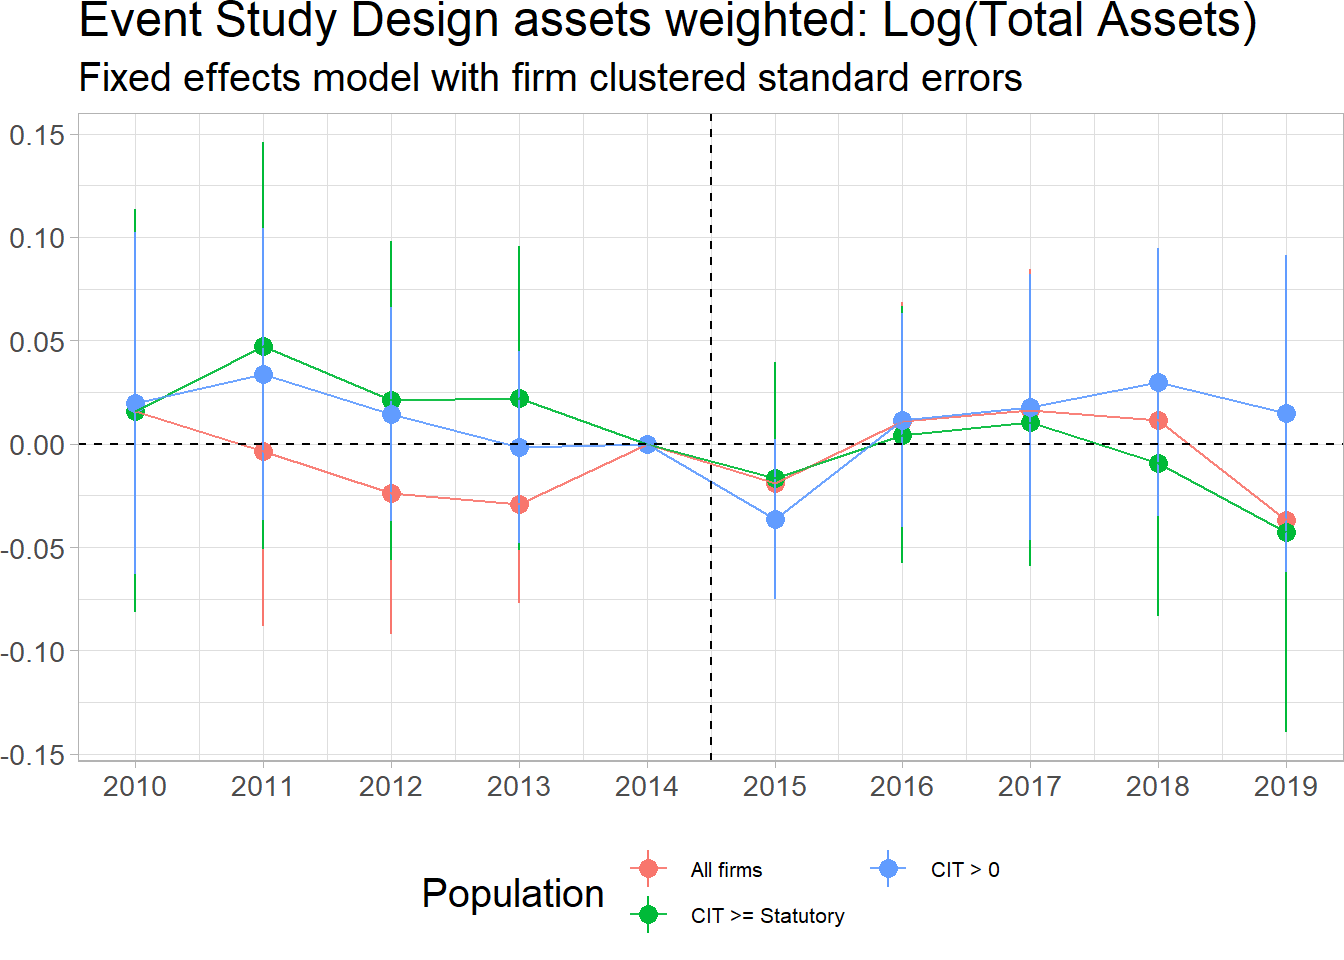 Event Study Design assets weighted: Log(Total Assets)
Fixed effects model with firm clustered standard errors
0.15
0.10
0.05
0.00
-0.05
-0.10
-0.15
2010 2011 2012 2013 2014 2015 2016 2017 2018 2019
Population
All firms
CIT >= Statutory
CIT > 0